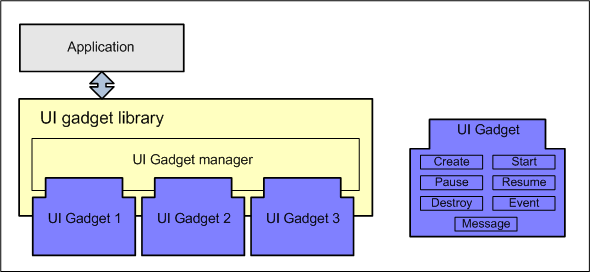 Application
UI gadget library
UI Gadget manager
UI Gadget 1
UI Gadget 2
UI Gadget 3
UI Gadget
Create
Start
Pause
Resume
Destroy
Event
Message